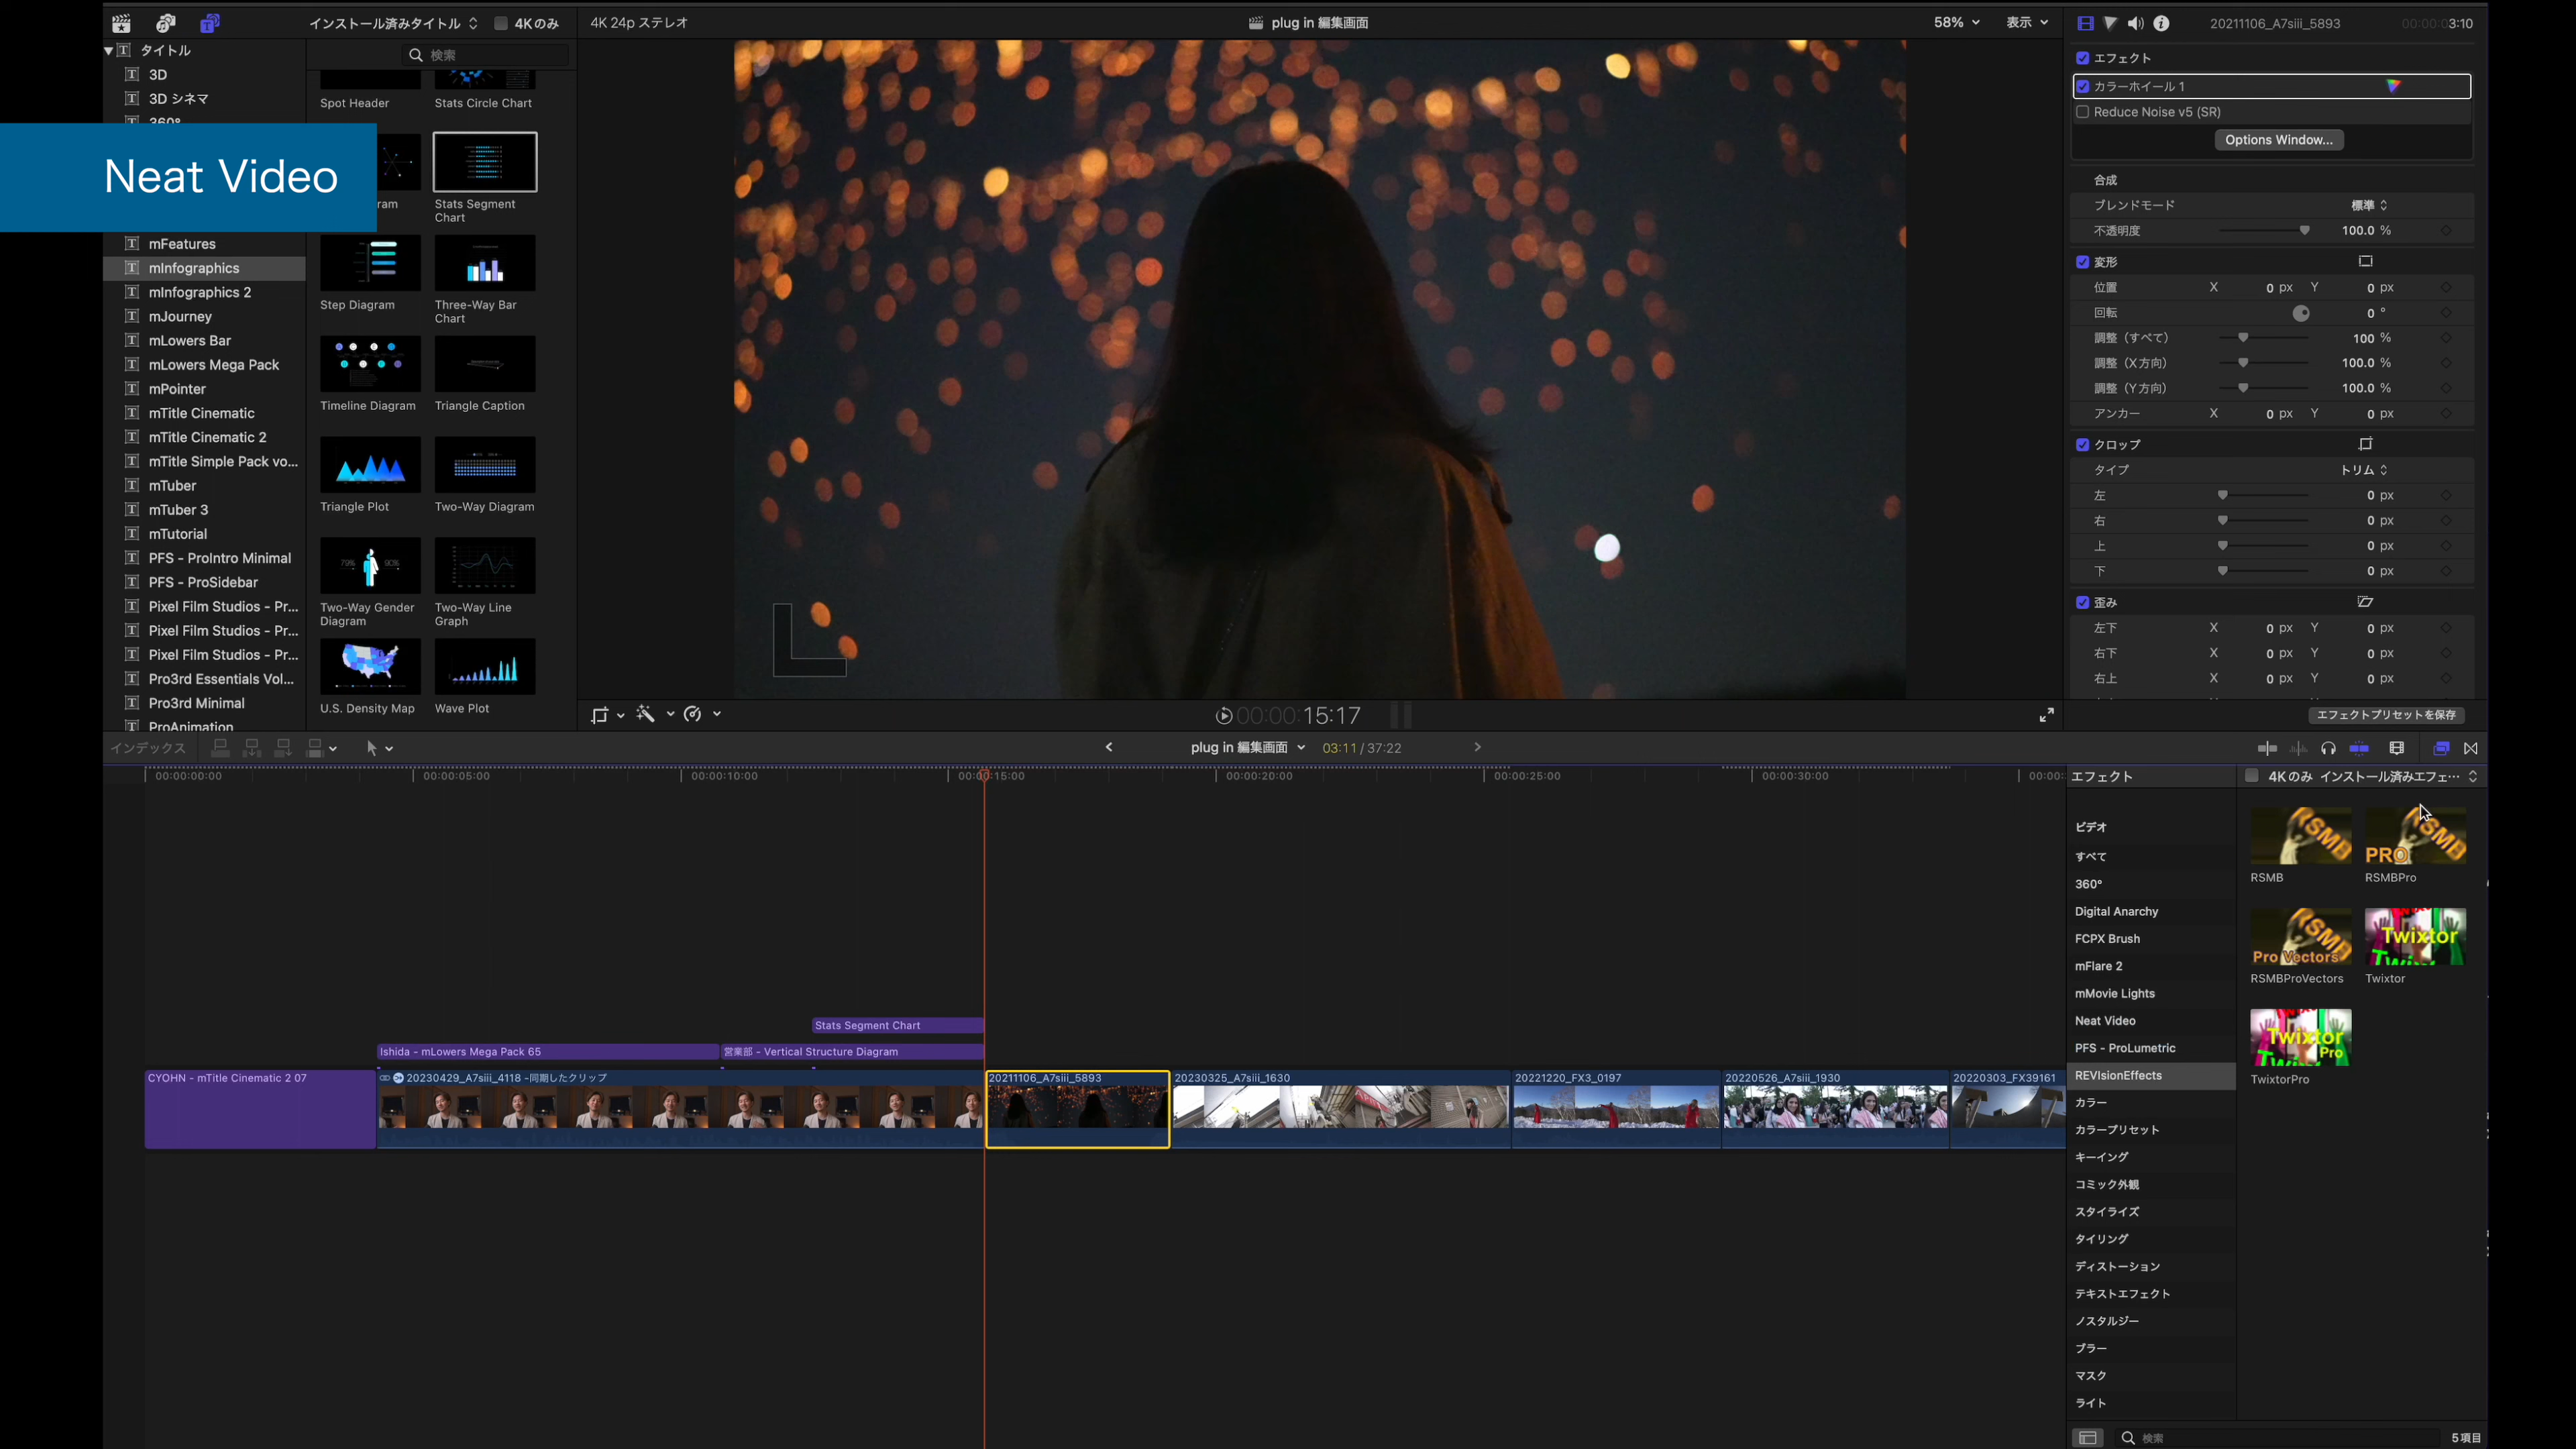 インストール済みタイトル
4Kのみ
4K 24p ステレオ
plug in 編集画面
58%
表示
20211106_A7siii_5893
00:00:03:10
タイトル
検索
3D
3D シネマ
360°
mFeatures
mInfographics
mInfographics 2
mJourney
mLowers Bar
mLowers Mega Pack
mPointer
mTitle Cinematic
mTitle Cinematic 2
mTitle Simple Pack vo...
mTuber
mTuber 3
mTutorial
PFS - ProIntro Minimal
PFS - ProSidebar
Pixel Film Studios - Pr...
Pixel Film Studios - Pr...
Pixel Film Studios - Pr...
Pro3rd Essentials Vol...
Pro3rd Minimal
ProAnimation
Neat Video
Spot Header
Stats Circle Chart
ram
Stats Segment
Chart
Step Diagram
Three-Way Bar
Chart
Timeline Diagram
Triangle Caption
Triangle Plot
Two-Way Diagram
Two-Way Gender
Diagram
Two-Way Line
Graph
U.S. Density Map
Wave Plot
エフェクト
カラーホイール 1
Reduce Noise v5 (SR)
Options Window...
合成
ブレンドモード 標準
不透明度 100.0 %
変形
位置 X 0 px Y 0 px
回転 0 °
調整（すべて） 100 %
調整（X方向） 100.0 %
調整（Y方向） 100.0 %
アンカー X 0 px Y 0 px
クロップ
タイプ トリム
左 0 px
右 0 px
上 0 px
下 0 px
歪み
左下 X 0 px Y 0 px
右下 X 0 px Y 0 px
右上 X 0 px Y 0 px
00:00:15:17
エフェクトプリセットを保存
インデックス
plug in 編集画面
03:11 / 37:22
00:00:00:00
00:00:05:00
00:00:10:00
00:00:15:00
00:00:20:00
00:00:25:00
00:00:30:00
00:00:
Stats Segment Chart
Ishida - mLowers Mega Pack 65
営業部 - Vertical Structure Diagram
CYOHN - mTitle Cinematic 2 07
20230429_A7siii_4118 -同期したクリップ
20211106_A7siii_5893
20230325_A7siii_1630
20221220_FX3_0197
20220526_A7siii_1930
20220303_FX39161
エフェクト
4Kのみ
インストール済みエフェ…
ビデオ
すべて
360°
Digital Anarchy
FCPX Brush
mFlare 2
mMovie Lights
Neat Video
PFS - ProLumetric
REVisionEffects
カラー
カラープリセット
キーイング
コミック外観
スタイライズ
タイリング
ディストーション
テキストエフェクト
ノスタルジー
ブラー
マスク
ライト
RSMB
RSMB
RSMB
PRO
RSMBPro
RSMB
Pro Vectors
RSMBProVectors
Twixtor
Twixtor
Twixtor
Pro
TwixtorPro
検索
5項目